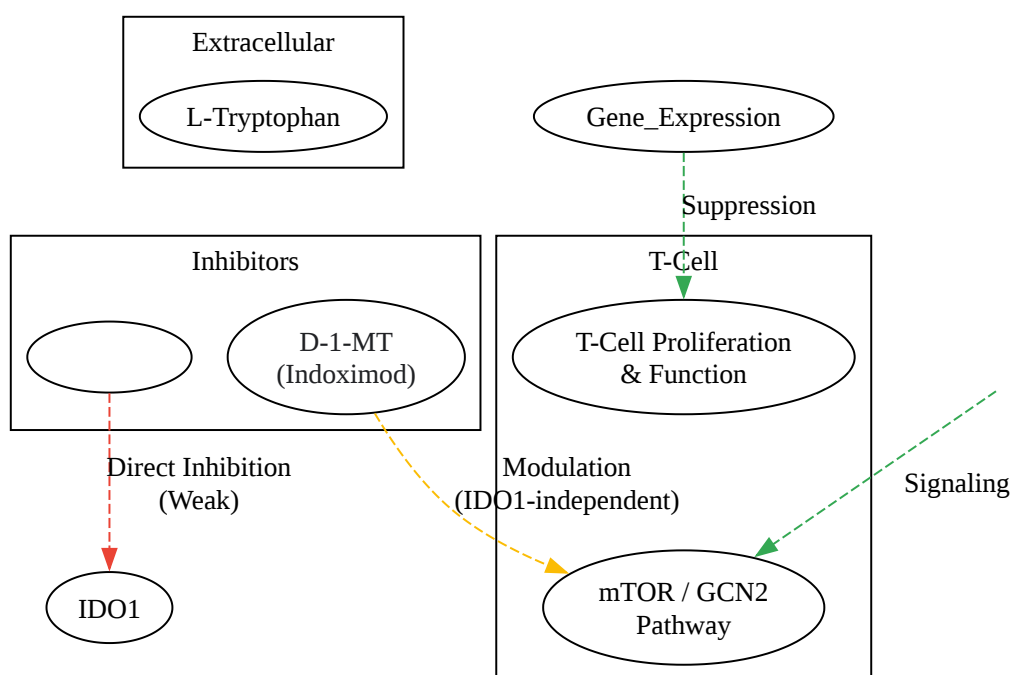 Extracellular
L-Tryptophan
Gene_Expression
Suppression
Inhibitors
T-Cell
D-1-MT
(Indoximod)
T-Cell Proliferation
& Function
Direct Inhibition
(Weak)
Modulation
(IDO1-independent)
Signaling
IDO1
mTOR / GCN2
Pathway